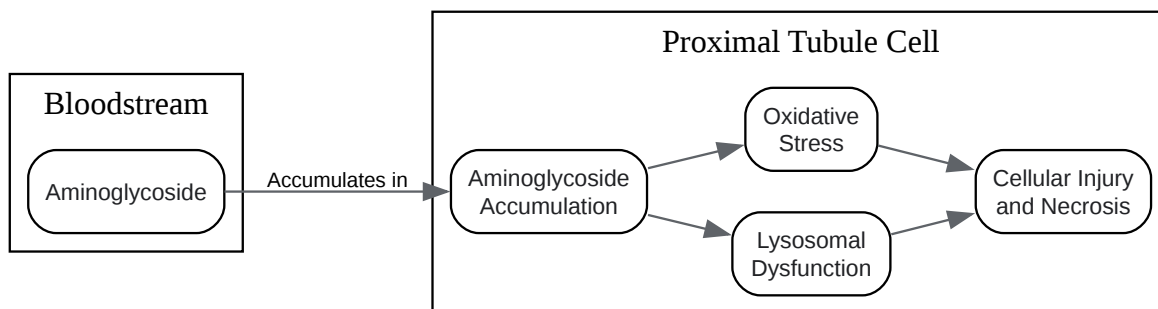 Proximal Tubule Cell
Bloodstream
Aminoglycoside
Accumulates in
Aminoglycoside
Accumulation
Oxidative
Stress
Lysosomal
Dysfunction
Cellular Injury
and Necrosis